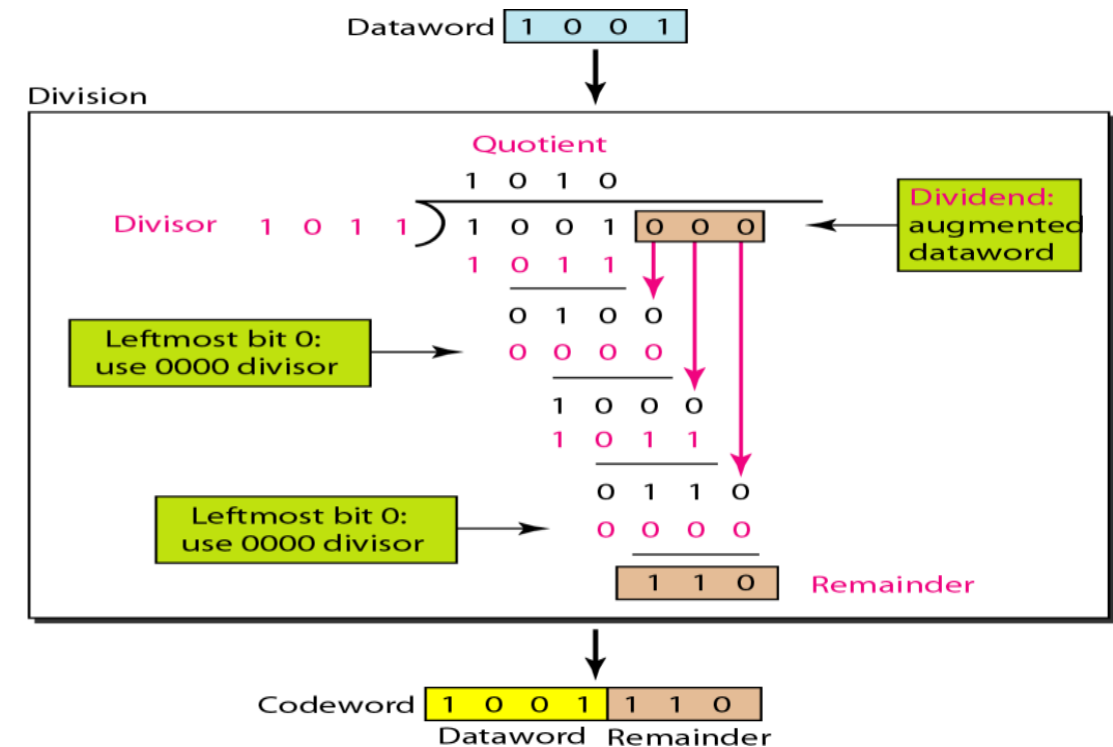 Dataword 1 0 0 1
Division
Quotient
1 0 1 0
Divisor 1 0 1 1 1 0 0 1 0 0 0
Dividend:
augmented
dataword
1 0 1 1
0 1 0 0
Leftmost bit 0:
use 0000 divisor
0 0 0 0
1 0 0 0
1 0 1 1
0 1 1 0
Leftmost bit 0:
use 0000 divisor
0 0 0 0
1 1 0 Remainder
Codeword 1 0 0 1 1 1 0
Dataword Remainder